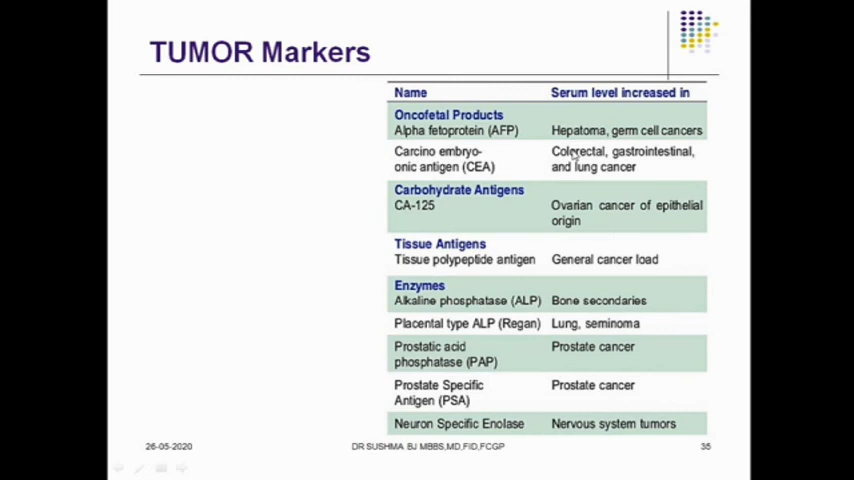 TUMOR Markers
Name Serum level increased in
Oncofetal Products
Alpha fetoprotein (AFP) Hepatoma, germ cell cancers
Carcino embryo- Colorectal, gastrointestinal,
onic antigen (CEA) and lung cancer
Carbohydrate Antigens
CA-125 Ovarian cancer of epithelial
origin
Tissue Antigens
Tissue polypeptide antigen General cancer load
Enzymes
Alkaline phosphatase (ALP) Bone secondaries
Placental type ALP (Regan) Lung, seminoma
Prostatic acid Prostate cancer
phosphatase (PAP)
Prostate Specific Prostate cancer
Antigen (PSA)
Neuron Specific Enolase Nervous system tumors
26-05-2020 DR SUSHMA BJ MBBS,MD,FID,FCGP 35